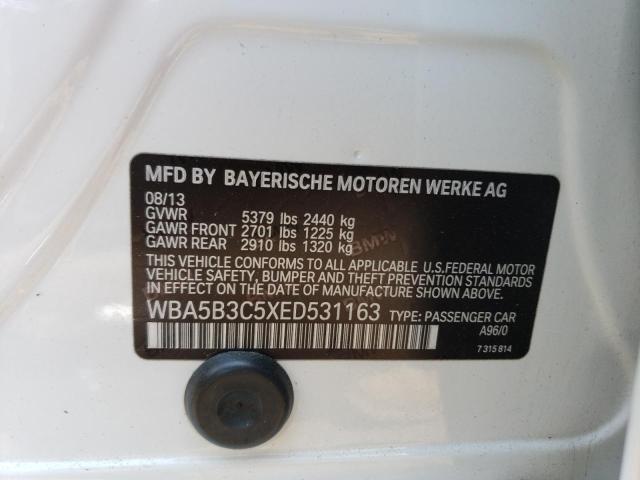 MFD BY BAYERISCHE MOTOREN WERKE AG
08/13
GVWR 5379 lbs 2440 kg
GAWR FRONT 2701 lbs 1225 kg
GAWR REAR 2910 lbs 1320 kg
THIS VEHICLE CONFORMS TO ALL APPLICABLE U.S.FEDERAL MOTOR
VEHICLE SAFETY, BUMPER AND THEFT PREVENTION STANDARDS
IN EFFECT ON THE DATE OF MANUFACTURE SHOWN ABOVE.
WBA5B3C5XED531163 TYPE: PASSENGER CAR
A96/0
7 315 814
BMW